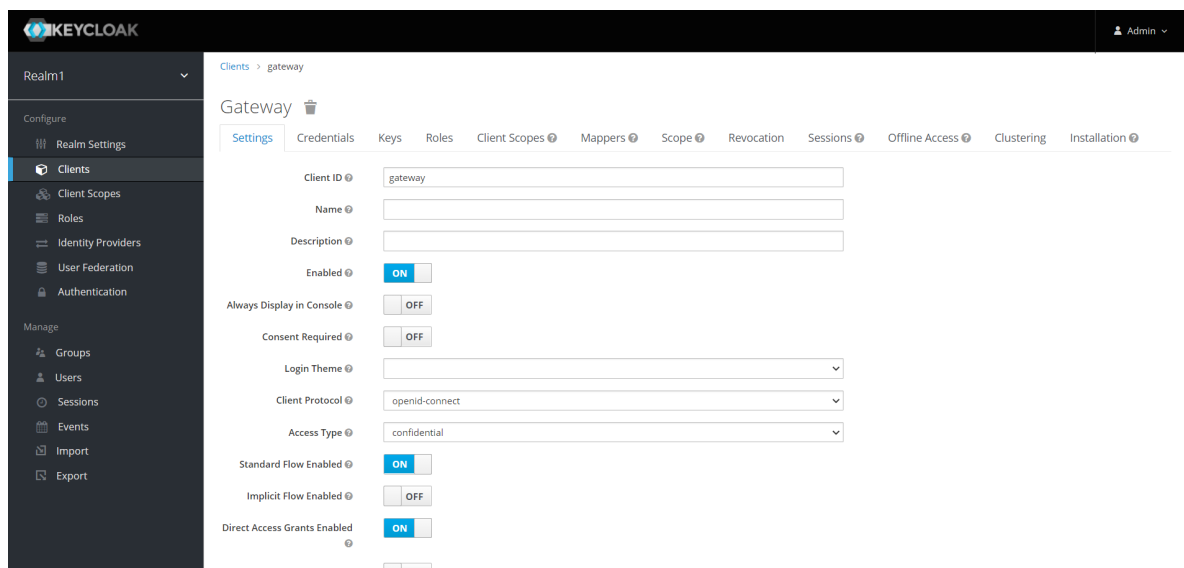 KEYCLOAK
Admin
Realm1
Configure
Realm Settings
Clients
Client Scopes
Roles
Identity Providers
User Federation
Authentication
Manage
Groups
Users
Sessions
Events
Import
Export
Clients > gateway
Gateway
Settings Credentials Keys Roles Client Scopes Mappers Scope Revocation Sessions Offline Access Clustering Installation
Client ID gateway
Name
Description
Enabled ON
Always Display in Console OFF
Consent Required OFF
Login Theme
Client Protocol openid-connect
Access Type confidential
Standard Flow Enabled ON
Implicit Flow Enabled OFF
Direct Access Grants Enabled ON